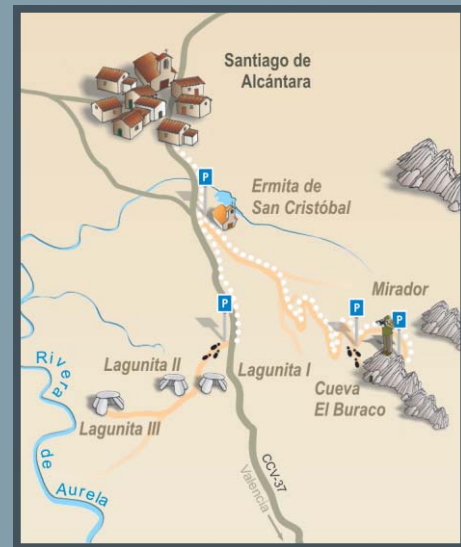 Santiago de
Alcántara
P
Ermita de
San Cristóbal
Mirador
P
P
P
Lagunita II
Lagunita I
Cueva
El Buraco
Lagunita III
Rivera
de
Aurela
CCV-37
Valencia